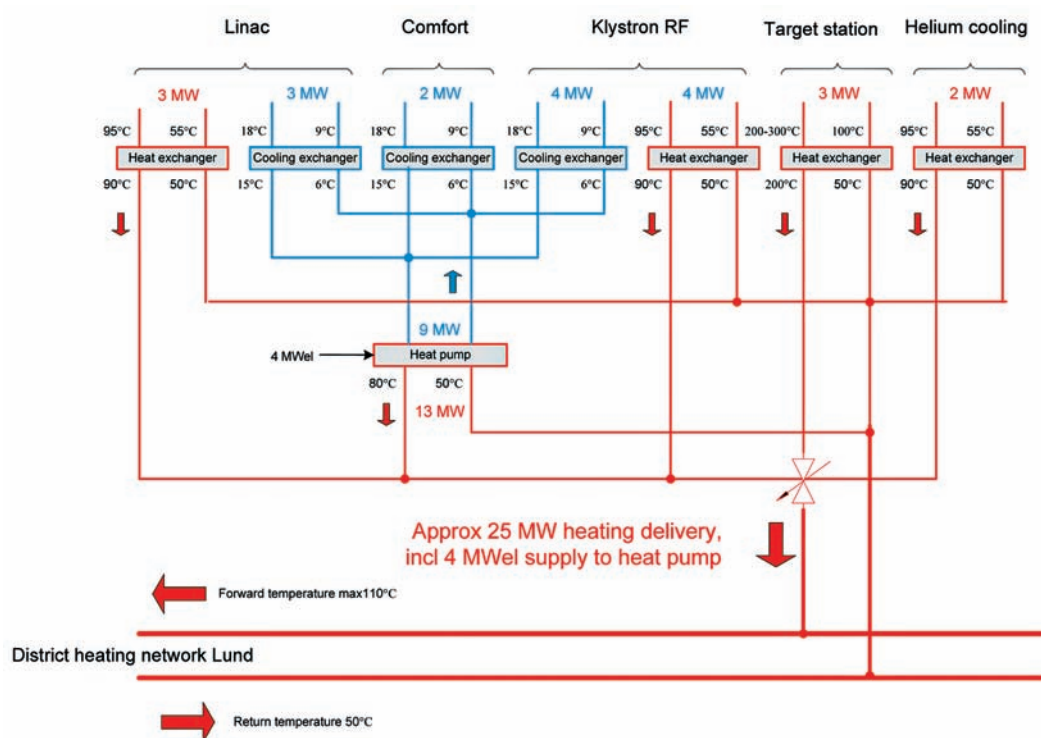 Linac Comfort Klystron RF Target station Helium cooling
3 MW 3 MW 2 MW 4 MW 4 MW 3 MW 2 MW
95°C 55°C 18°C 9°C 18°C 9°C 18°C 9°C 95°C 55°C 200-300°C 100°C 95°C 55°C
Heat exchanger Cooling exchanger Cooling exchanger Cooling exchanger Heat exchanger Heat exchanger Heat exchanger
90°C 50°C 15°C 6°C 15°C 6°C 15°C 6°C 90°C 50°C 200°C 50°C 90°C 50°C
9 MW
4 MWel Heat pump
80°C 50°C
13 MW
Approx 25 MW heating delivery,
incl 4 MWel supply to heat pump
Forward temperature max110°C
District heating network Lund
Return temperature 50°C